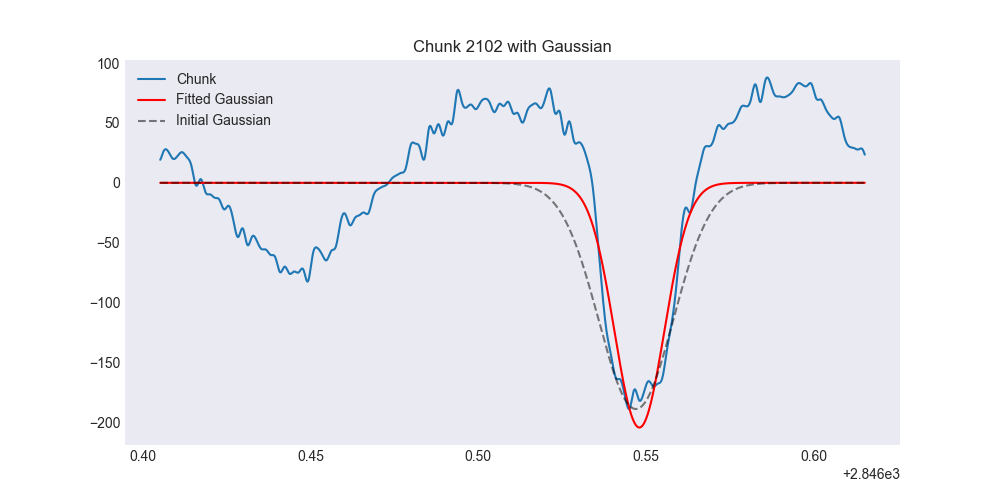 Chunk 2102 with Gaussian
Chunk
Fitted Gaussian
Initial Gaussian
100
50
0
−50
−100
−150
−200
0.40 0.45 0.50 0.55 0.60
+2.846e3